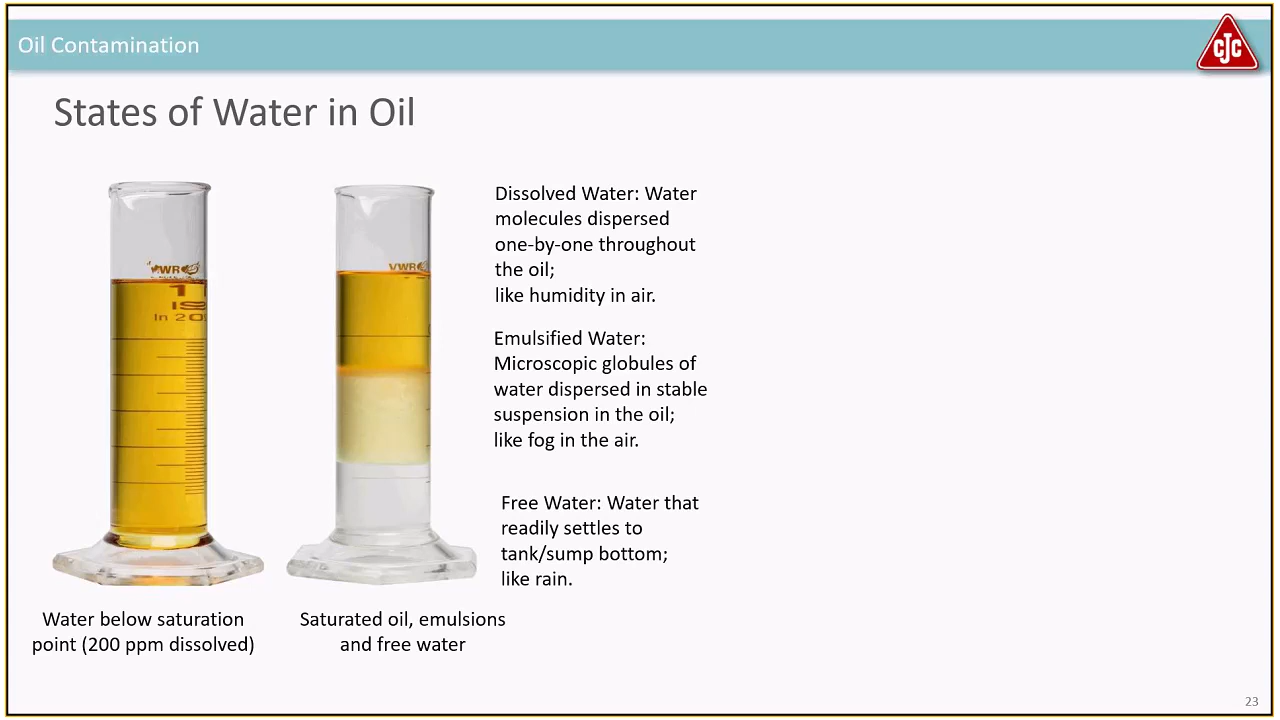 Oil Contamination
CJC
States of Water in Oil
VWR
In 20
VWR
Dissolved Water: Water
molecules dispersed
one-by-one throughout
the oil;
like humidity in air.
Emulsified Water:
Microscopic globules of
water dispersed in stable
suspension in the oil;
like fog in the air.
Free Water: Water that
readily settles to
tank/sump bottom;
like rain.
Water below saturation
point (200 ppm dissolved)
Saturated oil, emulsions
and free water
23